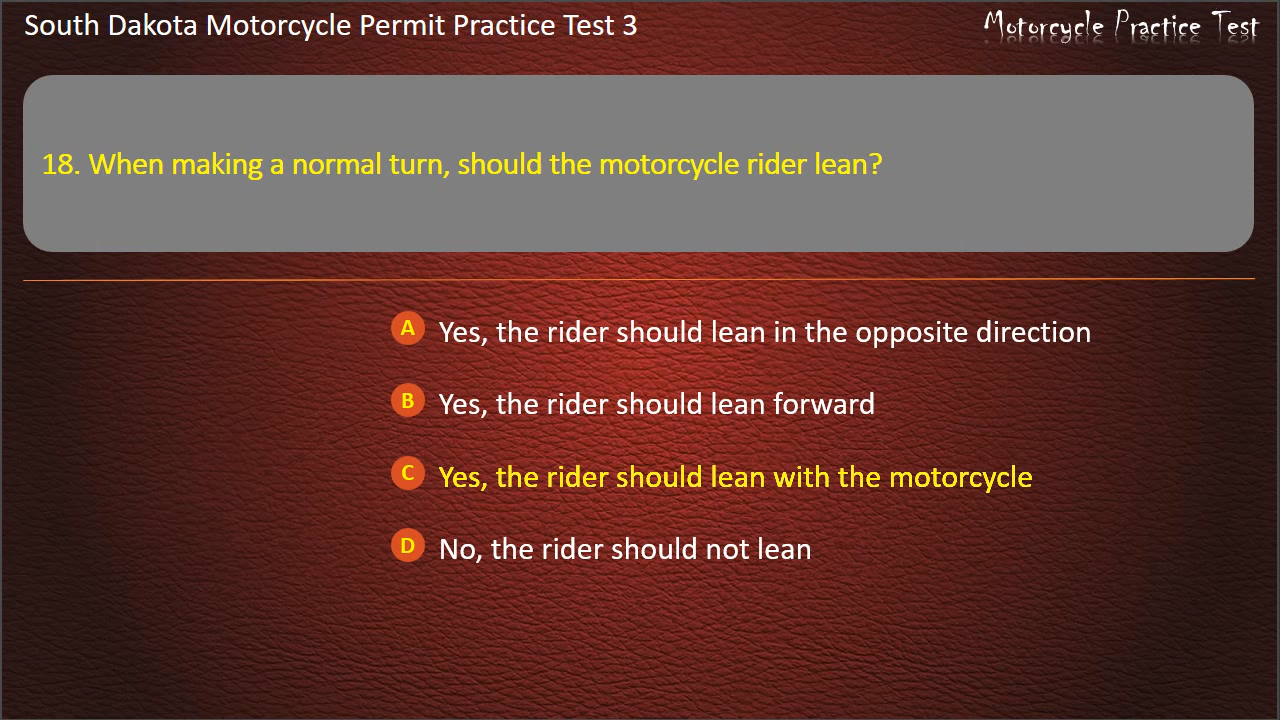 South Dakota Motorcycle Permit Practice Test 3
Motorcycle Practice Test
18. When making a normal turn, should the motorcycle rider lean?
A Yes, the rider should lean in the opposite direction
B Yes, the rider should lean forward
C Yes, the rider should lean with the motorcycle
D No, the rider should not lean